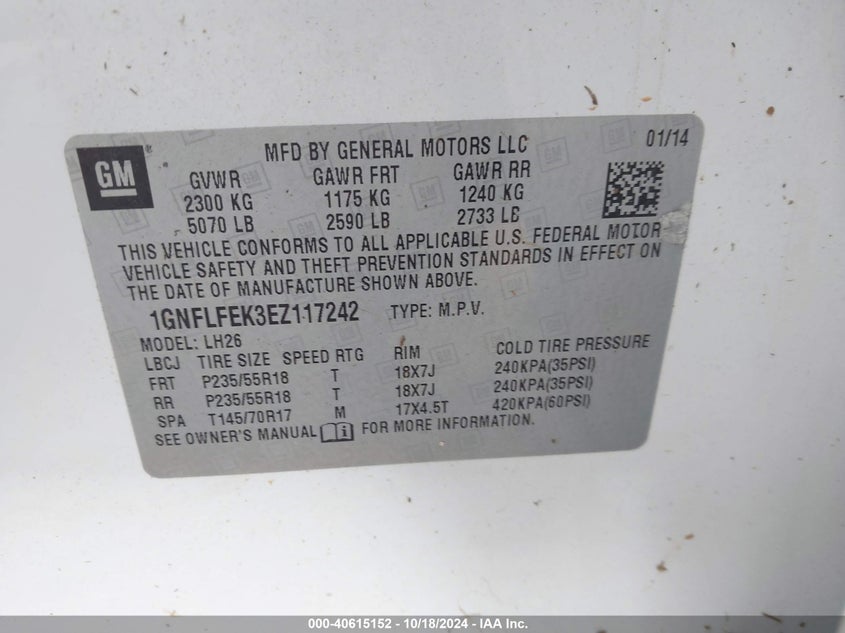 GM
MFD BY GENERAL MOTORS LLC 01/14
GVWR GAWR FRT GAWR RR
2300 KG 1175 KG 1240 KG
5070 LB 2590 LB 2733 LB
THIS VEHICLE CONFORMS TO ALL APPLICABLE U.S. FEDERAL MOTOR
VEHICLE SAFETY AND THEFT PREVENTION STANDARDS IN EFFECT ON
THE DATE OF MANUFACTURE SHOWN ABOVE.
1GNFLFEK3EZ117242 TYPE: M.P.V.
MODEL: LH26
LBCJ TIRE SIZE SPEED RTG RIM COLD TIRE PRESSURE
FRT P235/55R18 T 18X7J 240KPA(35PSI)
RR P235/55R18 T 18X7J 240KPA(35PSI)
SPA T145/70R17 M 17X4.5T 420KPA(60PSI)
SEE OWNER'S MANUAL FOR MORE INFORMATION.
000-40615152 - 10/18/2024 - IAA Inc.